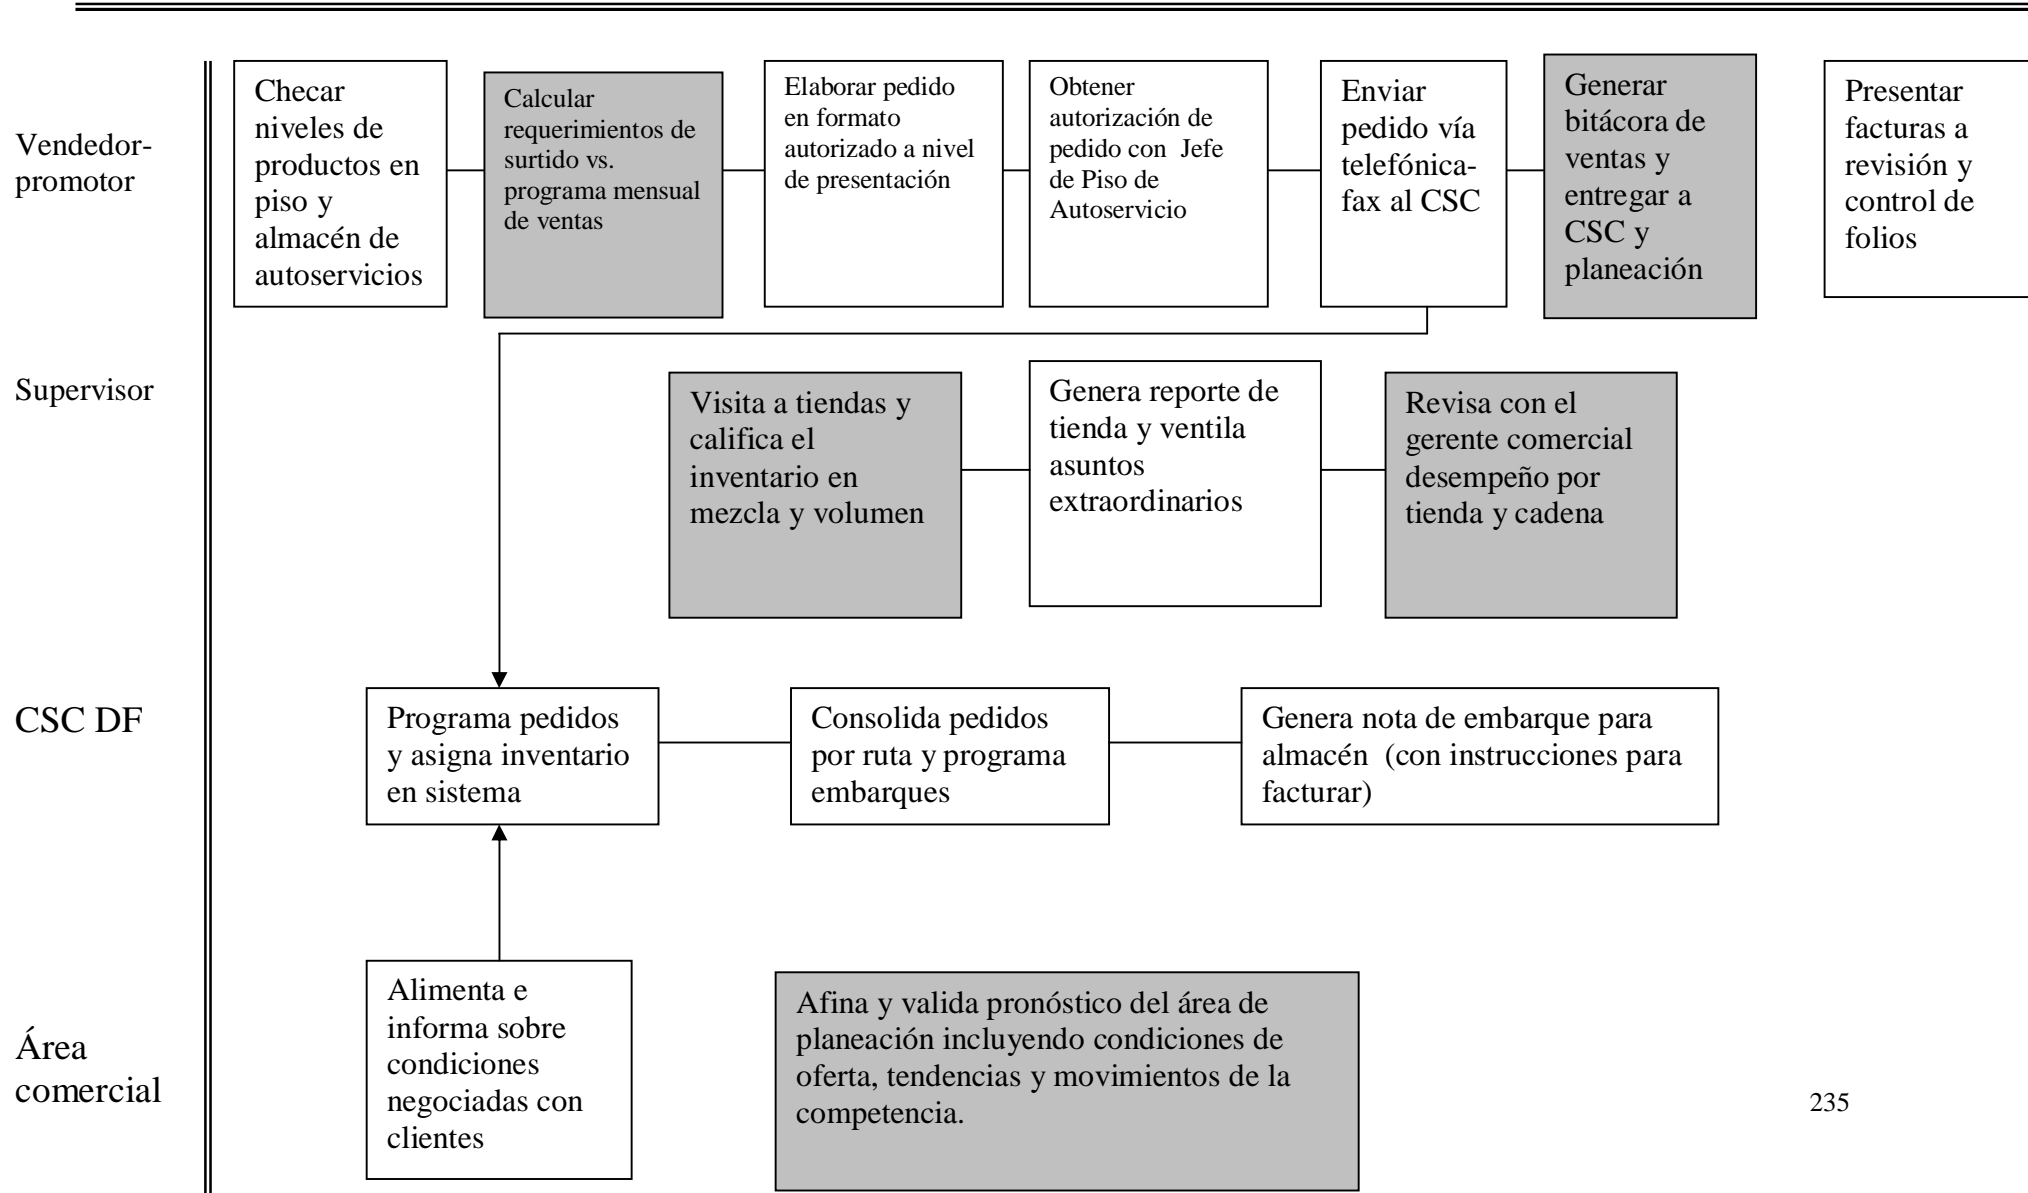 Vendedor-
promotor
Checar
niveles de
productos en
piso y
almacén de
autoservicios
Calcular
requerimientos de
surtido vs.
programa mensual
de ventas
Elaborar pedido
en formato
autorizado a nivel
de presentación
Obtener
autorización de
pedido con Jefe
de Piso de
Autoservicio
Enviar
pedido vía
telefónica-
fax al CSC
Generar
bitácora de
ventas y
entregar a
CSC y
planeación
Presentar
facturas a
revisión y
control de
folios
Supervisor
Visita a tiendas y
califica el
inventario en
mezcla y volumen
Genera reporte de
tienda y ventila
asuntos
extraordinarios
Revisa con el
gerente comercial
desempeño por
tienda y cadena
CSC DF
Programa pedidos
y asigna inventario
en sistema
Consolida pedidos
por ruta y programa
embarques
Genera nota de embarque para
almacén (con instrucciones para
facturar)
Área
comercial
Alimenta e
informa sobre
condiciones
negociadas con
clientes
Afina y valida pronóstico del área de
planeación incluyendo condiciones de
oferta, tendencias y movimientos de la
competencia.
235